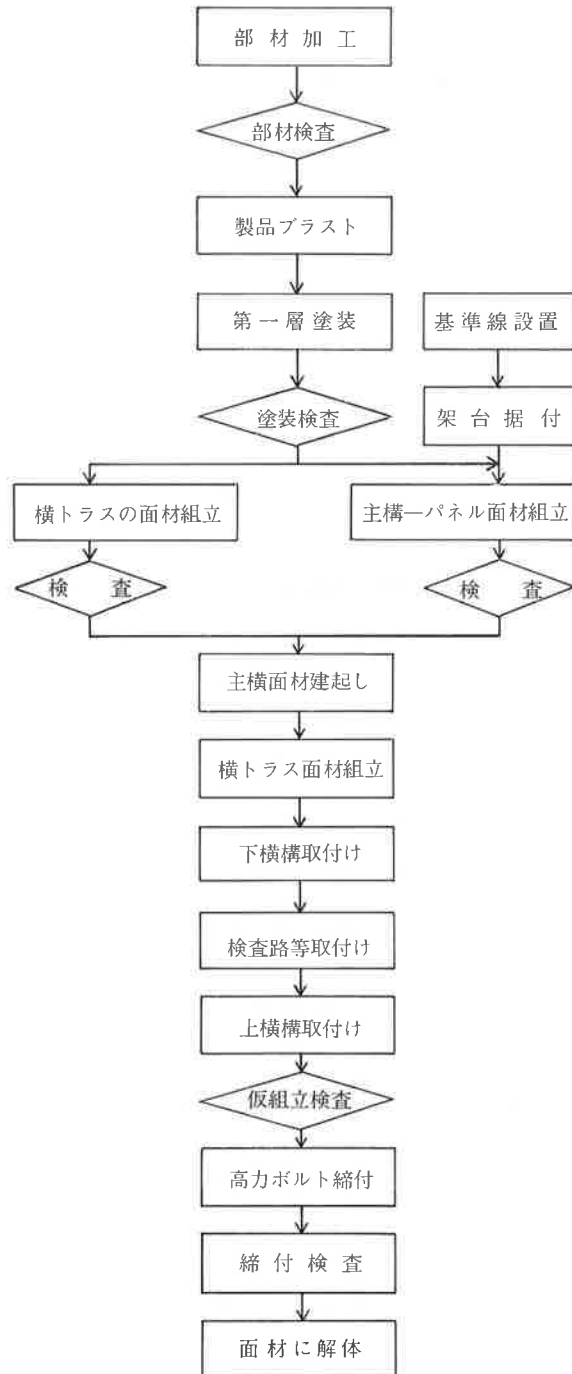 部材加工
部材検査
製品ブラスト
第一層塗装
基準線設置
塗装検査
架台据付
横トラスの面材組立
主構―パネル面材組立
検査
検査
主横面材建起し
横トラス面材組立
下横構取付け
検査路等取付け
上横構取付け
仮組立検査
高力ボルト締付
締付検査
面材に解体